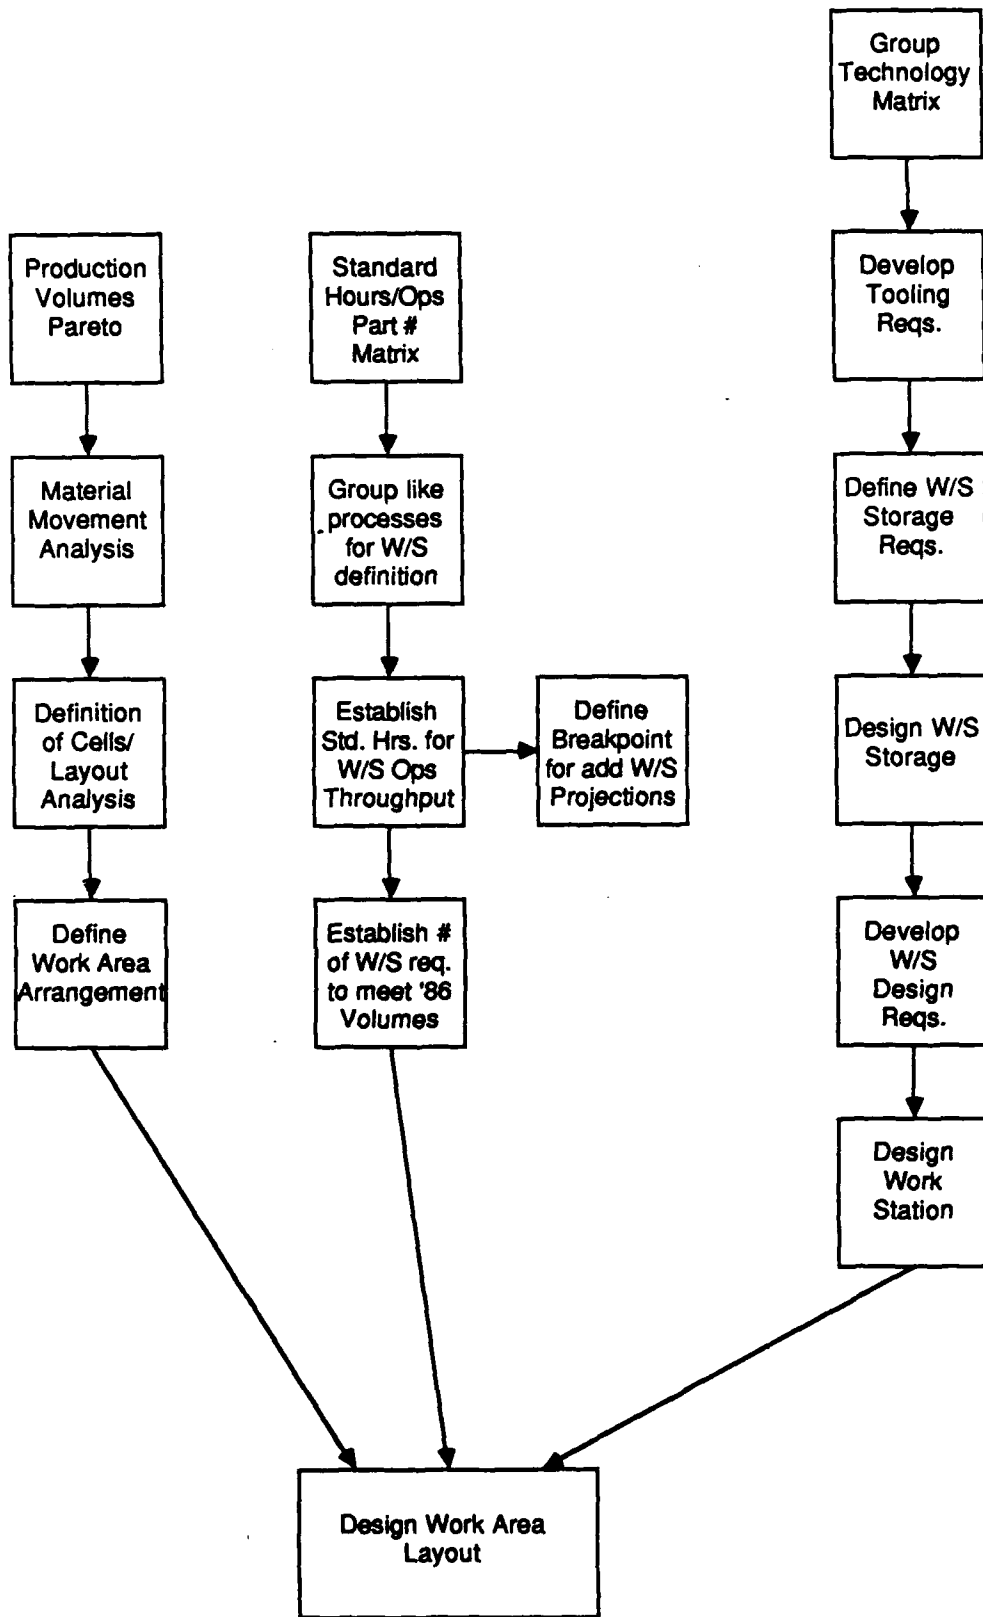 Group
Technology
Matrix
Production
Volumes
Pareto
Standard
Hours/Ops
Part #
Matrix
Develop
Tooling
Reqs.
Material
Movement
Analysis
Group like
processes
for W/S
definition
Define W/S
Storage
Reqs.
Definition
of Cells/
Layout
Analysis
Establish
Std. Hrs. for
W/S Ops
Throughput
Define
Breakpoint
for add W/S
Projections
Design W/S
Storage
Define
Work Area
Arrangement
Establish #
of W/S req.
to meet '86
Volumes
Develop
W/S
Design
Reqs.
Design
Work
Station
Design Work Area
Layout